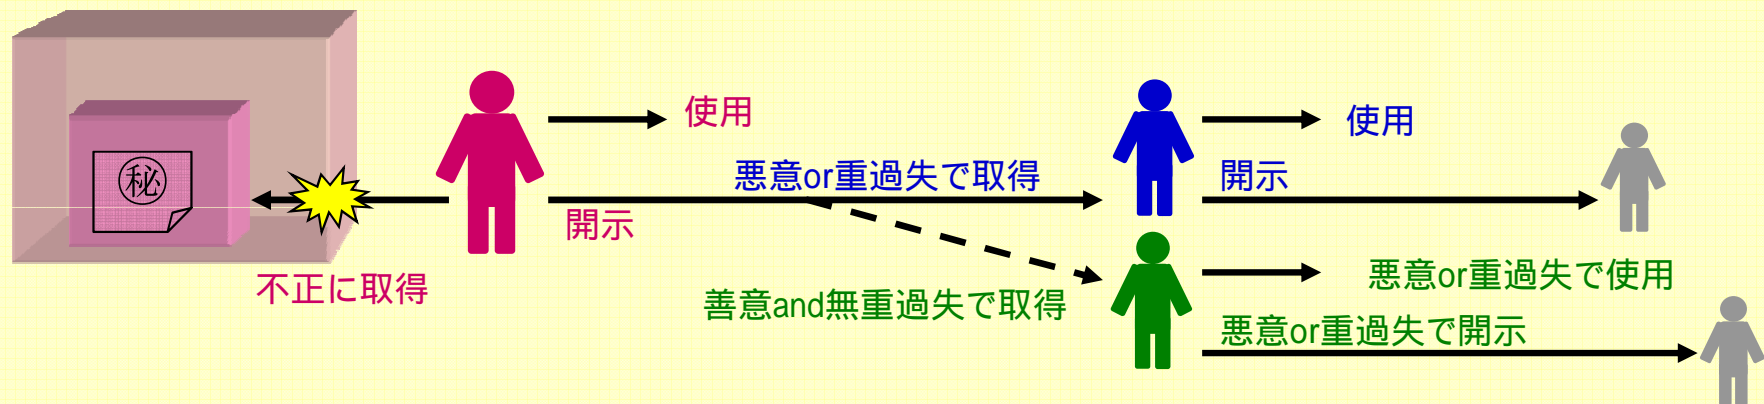 ㊙
不正に取得
使用
開示
悪意or重過失で取得
善意and無重過失で取得
使用
開示
悪意or重過失で使用
悪意or重過失で開示